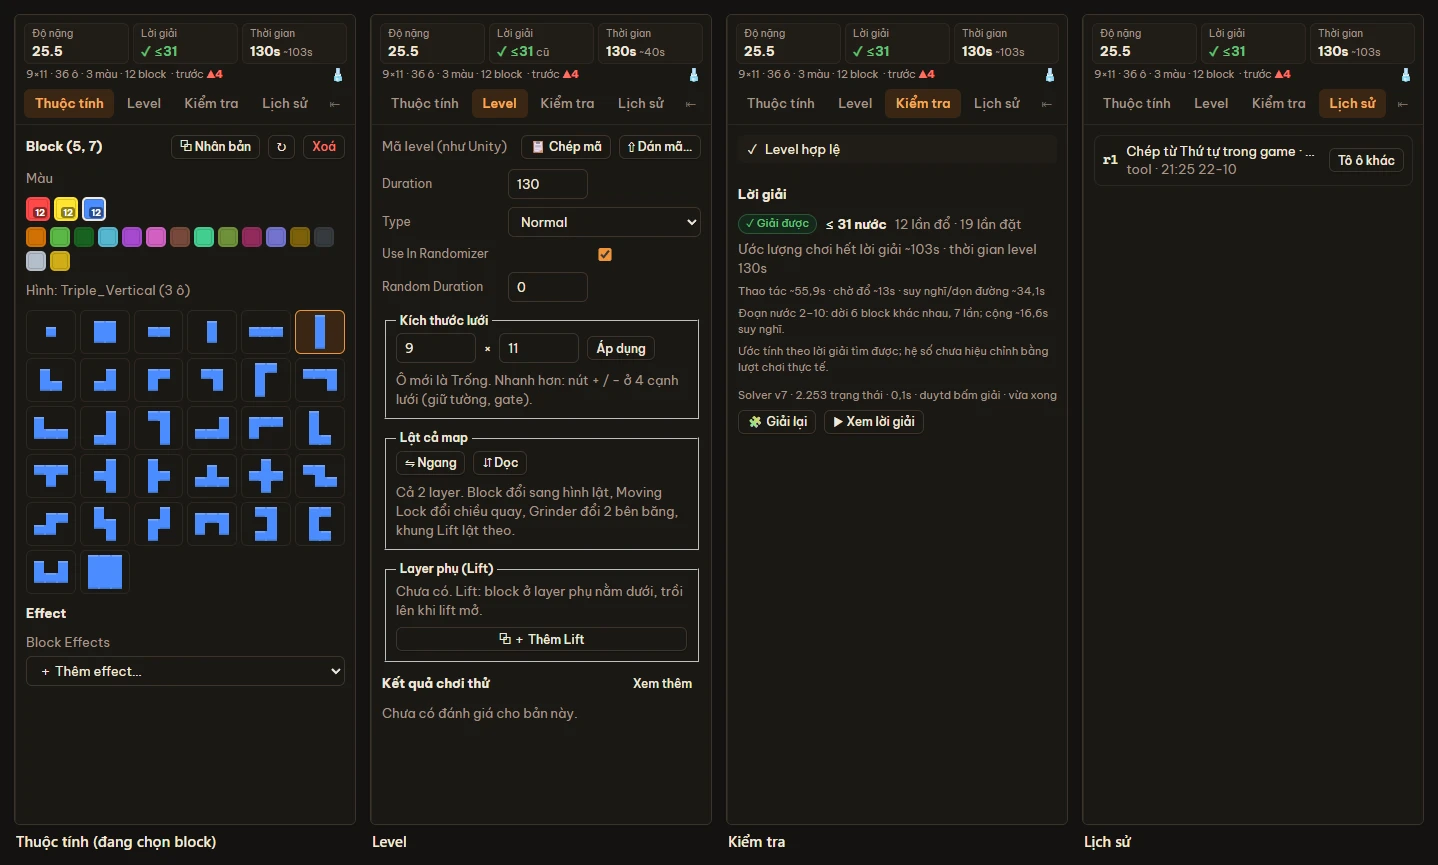 Độ nặng
25.5
Lời giải
✓ ≤31
Thời gian
130s ~103s
9×11 · 36 ô · 3 màu · 12 block · trước ▲4
Thuộc tính
Level
Kiểm tra
Lịch sử
⇤
Block (5, 7)
Nhân bản
↻
Xoá
Màu
12
12
12
Hình: Triple_Vertical (3 ô)
Effect
Block Effects
+ Thêm effect...
Thuộc tính (đang chọn block)
Độ nặng
25.5
Lời giải
✓ ≤31 cũ
Thời gian
130s ~40s
9×11 · 36 ô · 3 màu · 12 block · trước ▲4
Thuộc tính
Level
Kiểm tra
Lịch sử
⇤
Mã level (như Unity)
Chép mã
⇧Dán mã...
Duration
130
Type
Normal
Use In Randomizer
Random Duration
0
Kích thước lưới
9
×
11
Áp dụng
Ô mới là Trống. Nhanh hơn: nút + / − ở 4 cạnh
lưới (giữ tường, gate).
Lật cả map
⇋ Ngang
⇵ Dọc
Cả 2 layer. Block đổi sang hình lật, Moving
Lock đổi chiều quay, Grinder đổi 2 bên băng,
khung Lift lật theo.
Layer phụ (Lift)
Chưa có. Lift: block ở layer phụ nằm dưới, trồi
lên khi lift mở.
+ Thêm Lift
Kết quả chơi thử
Xem thêm
Chưa có đánh giá cho bản này.
Level
Độ nặng
25.5
Lời giải
✓ ≤31
Thời gian
130s ~103s
9×11 · 36 ô · 3 màu · 12 block · trước ▲4
Thuộc tính
Level
Kiểm tra
Lịch sử
⇤
✓ Level hợp lệ
Lời giải
✓ Giải được
≤ 31 nước
12 lần đổ · 19 lần đặt
Ước lượng chơi hết lời giải ~103s · thời gian level
130s
Thao tác ~55,9s · chờ đổ ~13s · suy nghĩ/dọn đường ~34,1s
Đoạn nước 2–10: dời 6 block khác nhau, 7 lần; cộng ~16,6s
suy nghĩ.
Ước tính theo lời giải tìm được; hệ số chưa hiệu chỉnh bằng
lượt chơi thực tế.
Solver v7 · 2.253 trạng thái · 0,1s · duytd bấm giải · vừa xong
Giải lại
▶ Xem lời giải
Kiểm tra
Độ nặng
25.5
Lời giải
✓ ≤31
Thời gian
130s ~103s
9×11 · 36 ô · 3 màu · 12 block · trước ▲4
Thuộc tính
Level
Kiểm tra
Lịch sử
⇤
r1
Chép từ Thứ tự trong game · ...
tool · 21:25 22-10
Tô ô khác
Lịch sử